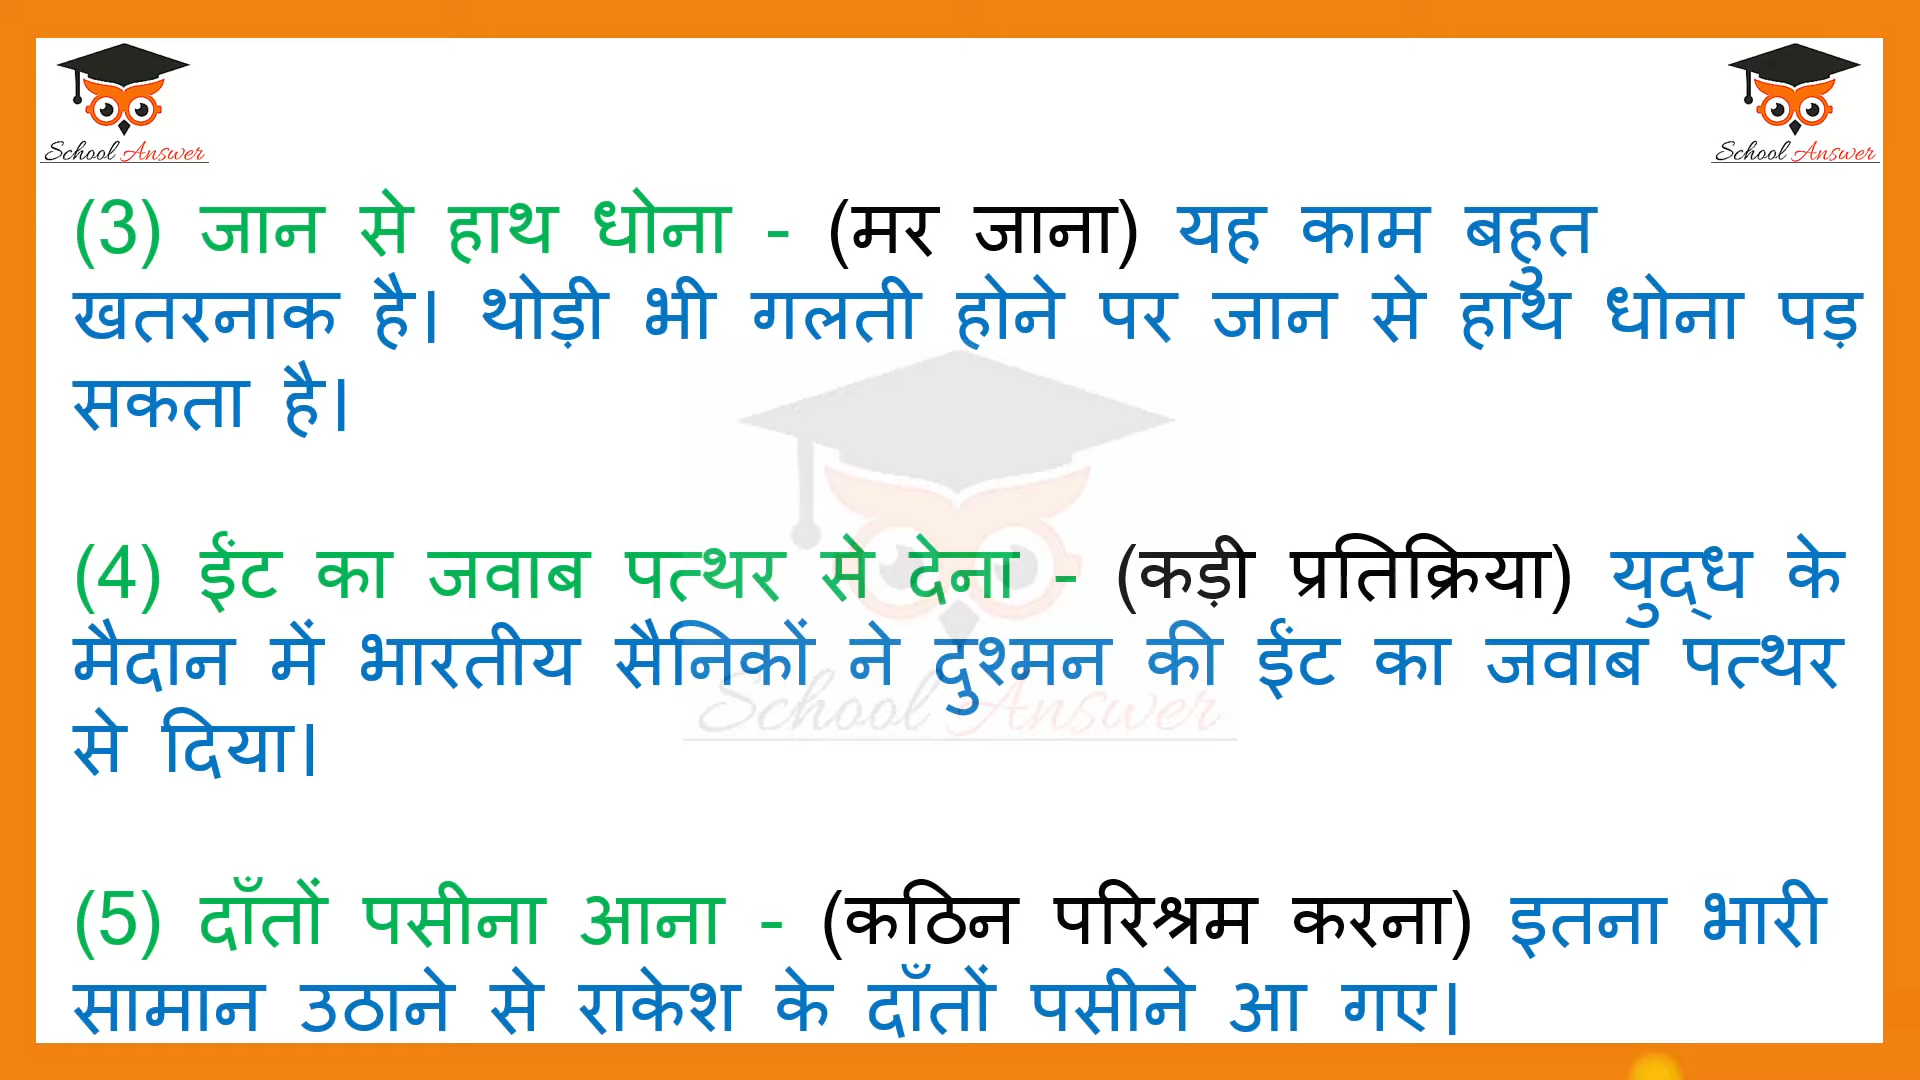 School Answer
School Answer
(3) जान से हाथ धोना - (मर जाना) यह काम बहुत
खतरनाक है। थोड़ी भी गलती होने पर जान से हाथ धोना पड़
सकता है।
(4) ईंट का जवाब पत्थर से देना - (कड़ी प्रतिक्रिया) युद्ध के
मैदान में भारतीय सैनिकों ने दुश्मन की ईंट का जवाब पत्थर
से दिया।
School Answer
(5) दाँतों पसीना आना - (कठिन परिश्रम करना) इतना भारी
सामान उठाने से राकेश के दाँतों पसीने आ गए।